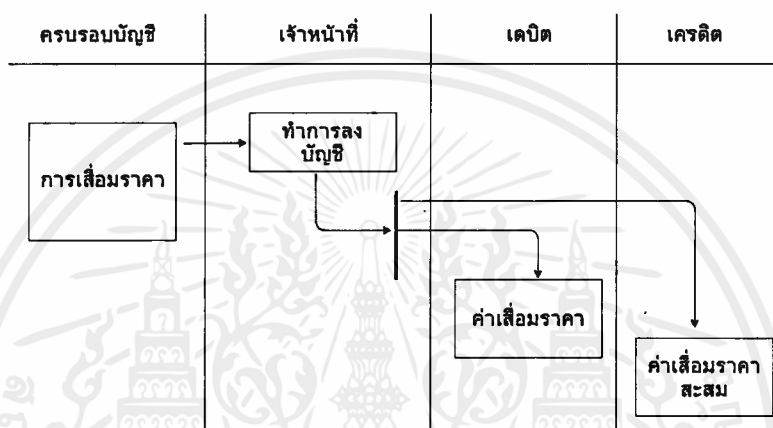 ครบรอบบัญชี
เจ้าหน้าที่
เดบิต
เครดิต
การเสื่อมราคา
ทำการลง
บัญชี
ค่าเสื่อมราคา
ค่าเสื่อมราคา
สะสม